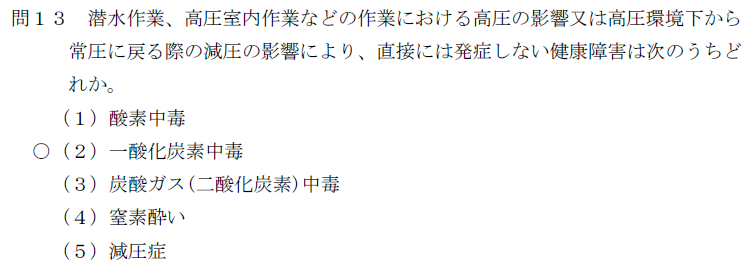 問13 潜水作業、高圧室内作業などの作業における高圧の影響又は高圧環境下から
常圧に戻る際の減圧の影響により、直接には発症しない健康障害は次のうちど
れか。
(1)酸素中毒
○(2)一酸化炭素中毒
(3)炭酸ガス(二酸化炭素)中毒
(4)窒素酔い
(5)減圧症